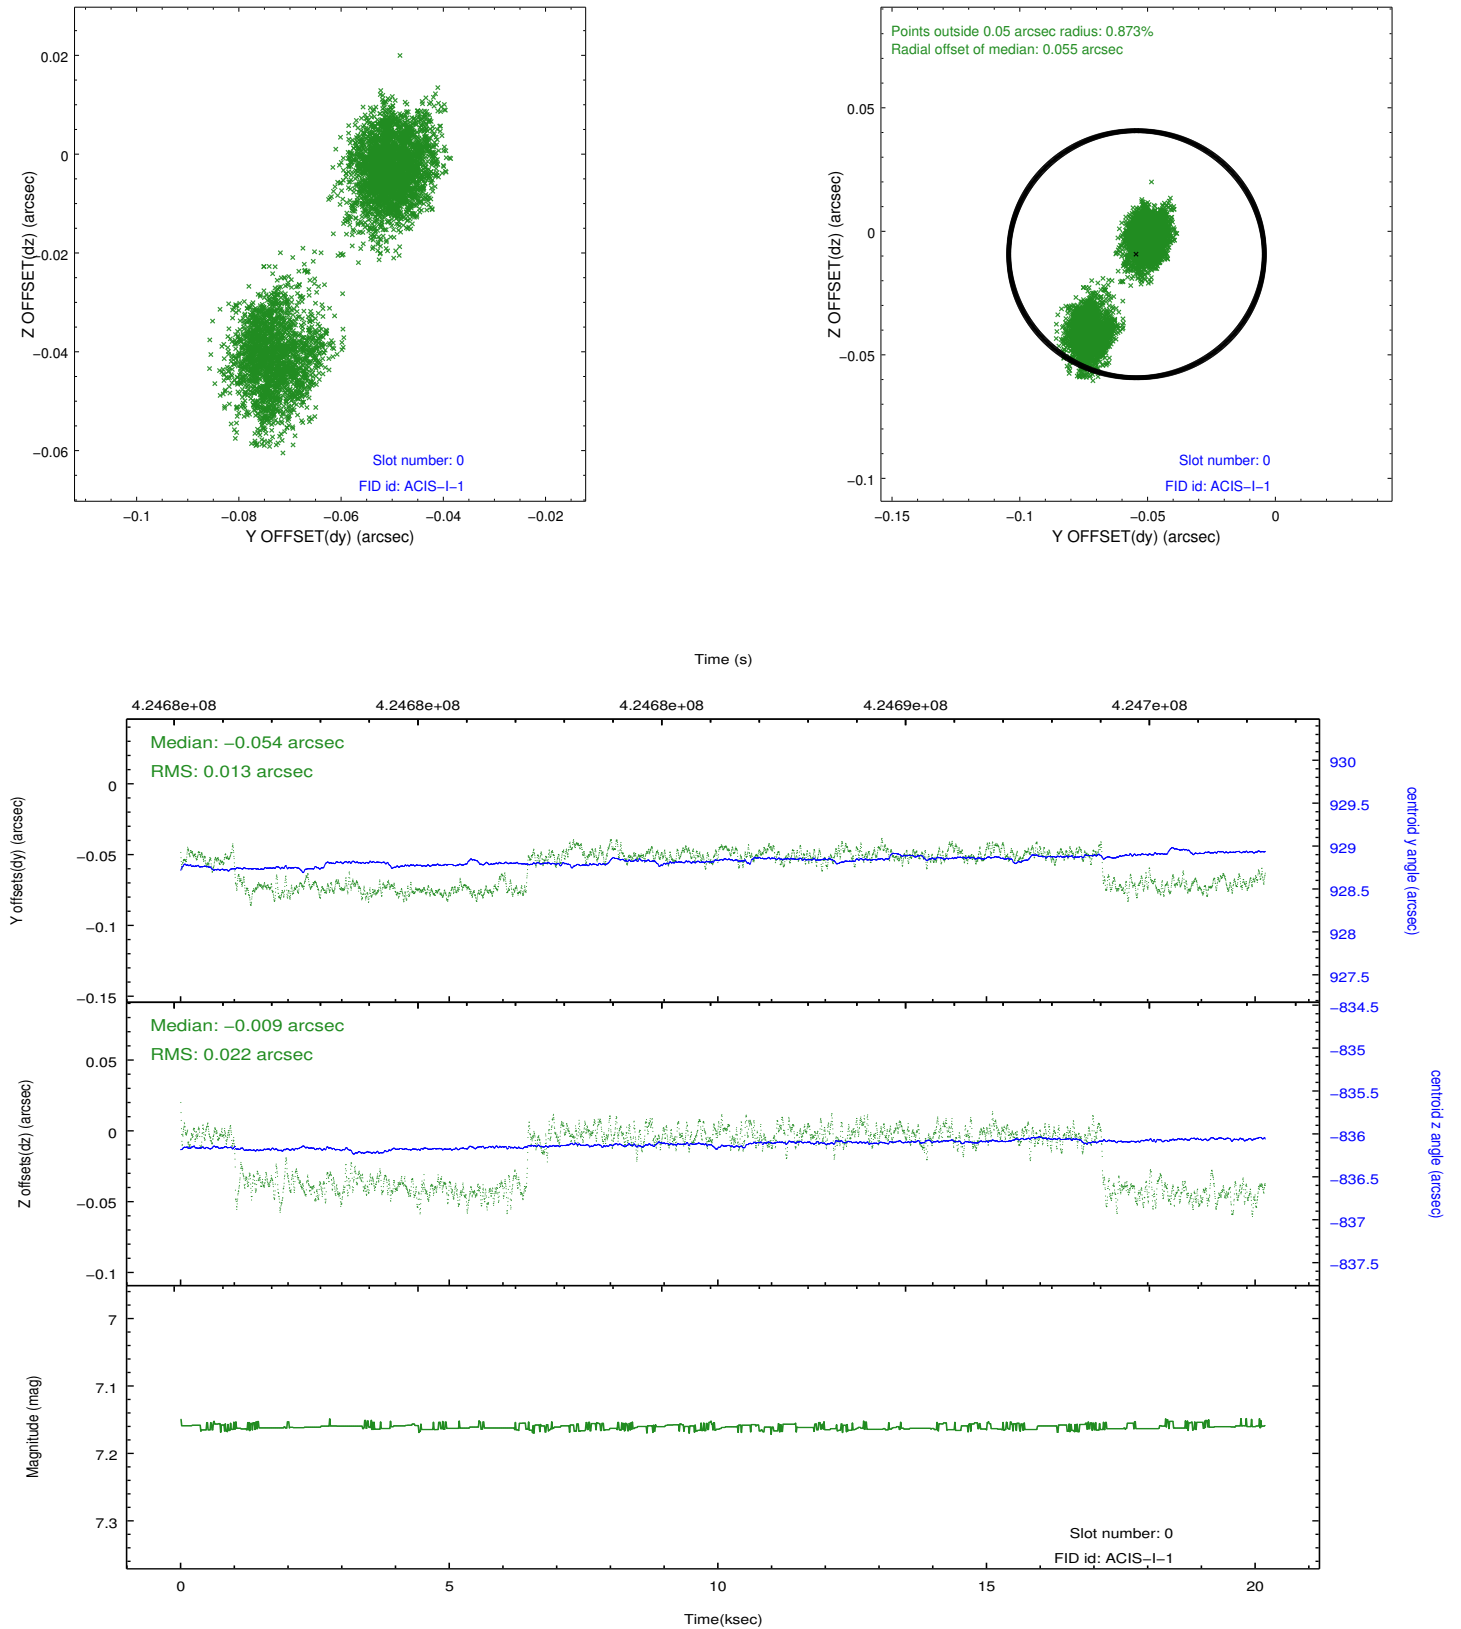 0.02
0
−0.02
−0.04
−0.06
Z OFFSET(dz) (arcsec)
Slot number: 0
FID id: ACIS−I−1
−0.1 −0.08 −0.06 −0.04 −0.02
Y OFFSET(dy) (arcsec)
Points outside 0.05 arcsec radius: 0.873%
Radial offset of median: 0.055 arcsec
0.05
0
−0.05
−0.1
Z OFFSET(dz) (arcsec)
Slot number: 0
FID id: ACIS−I−1
−0.15 −0.1 −0.05 0
Y OFFSET(dy) (arcsec)
Time (s)
4.2468e+08 4.2468e+08 4.2468e+08 4.2469e+08 4.247e+08
Median: −0.054 arcsec
RMS: 0.013 arcsec
0
−0.05
−0.1
−0.15
Y offsets(dy) (arcsec)
930
929.5
929
928.5
928
927.5
centroid y angle (arcsec)
Median: −0.009 arcsec
RMS: 0.022 arcsec
0.05
0
−0.05
−0.1
Z offsets(dz) (arcsec)
−834.5
−835
−835.5
−836
−836.5
−837
−837.5
centroid z angle (arcsec)
7
7.1
7.2
7.3
Magnitude (mag)
Slot number: 0
FID id: ACIS−I−1
0 5 10 15 20
Time(ksec)